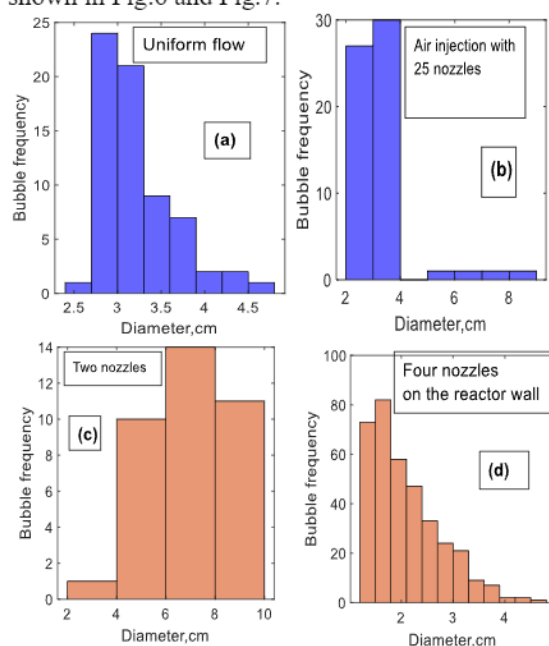 shown in Fig.6 and Fig.7.
25
20
15
10
5
0
Bubble frequency
Uniform flow
(a)
2.5 3 3.5 4 4.5
Diameter,cm
30
20
10
0
Bubble frequency
Air injection with
25 nozzles
(b)
2 4 6 8
Diameter,cm
14
12
10
8
6
4
2
0
Bubble frequency
Two nozzles
(c)
2 4 6 8 10
Diameter,cm
100
80
60
40
20
0
Bubble frequency
Four nozzles
on the reactor wall
(d)
2 3 4
Diameter,cm